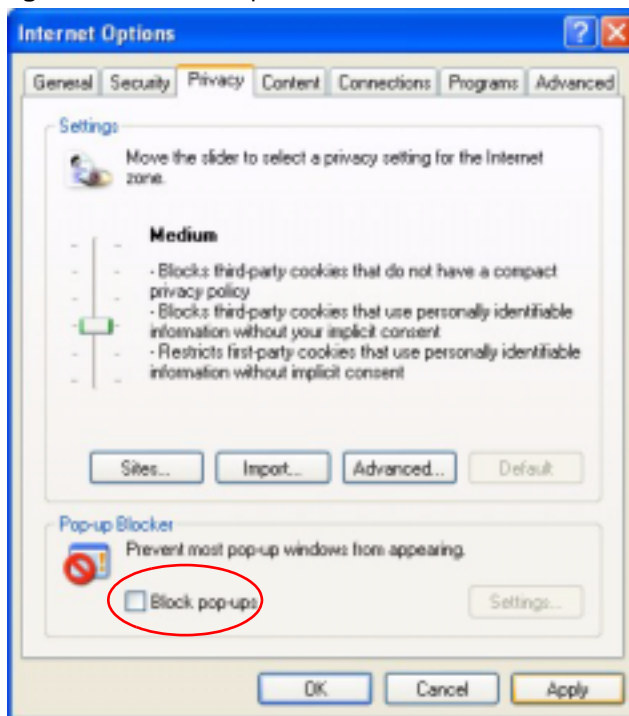 Internet Options
General Security Privacy Content Connections Programs Advanced
Settings
Move the slider to select a privacy setting for the Internet
zone.
Medium
- Blocks third-party cookies that do not have a compact
privacy policy
- Blocks third-party cookies that use personally identifiable
information without your implicit consent
- Restricts first-party cookies that use personally identifiable
information without implicit consent
Sites... Import... Advanced... Default
Pop-up Blocker
Prevent most pop-up windows from appearing.
Block pop-ups
Settings...
OK Cancel Apply